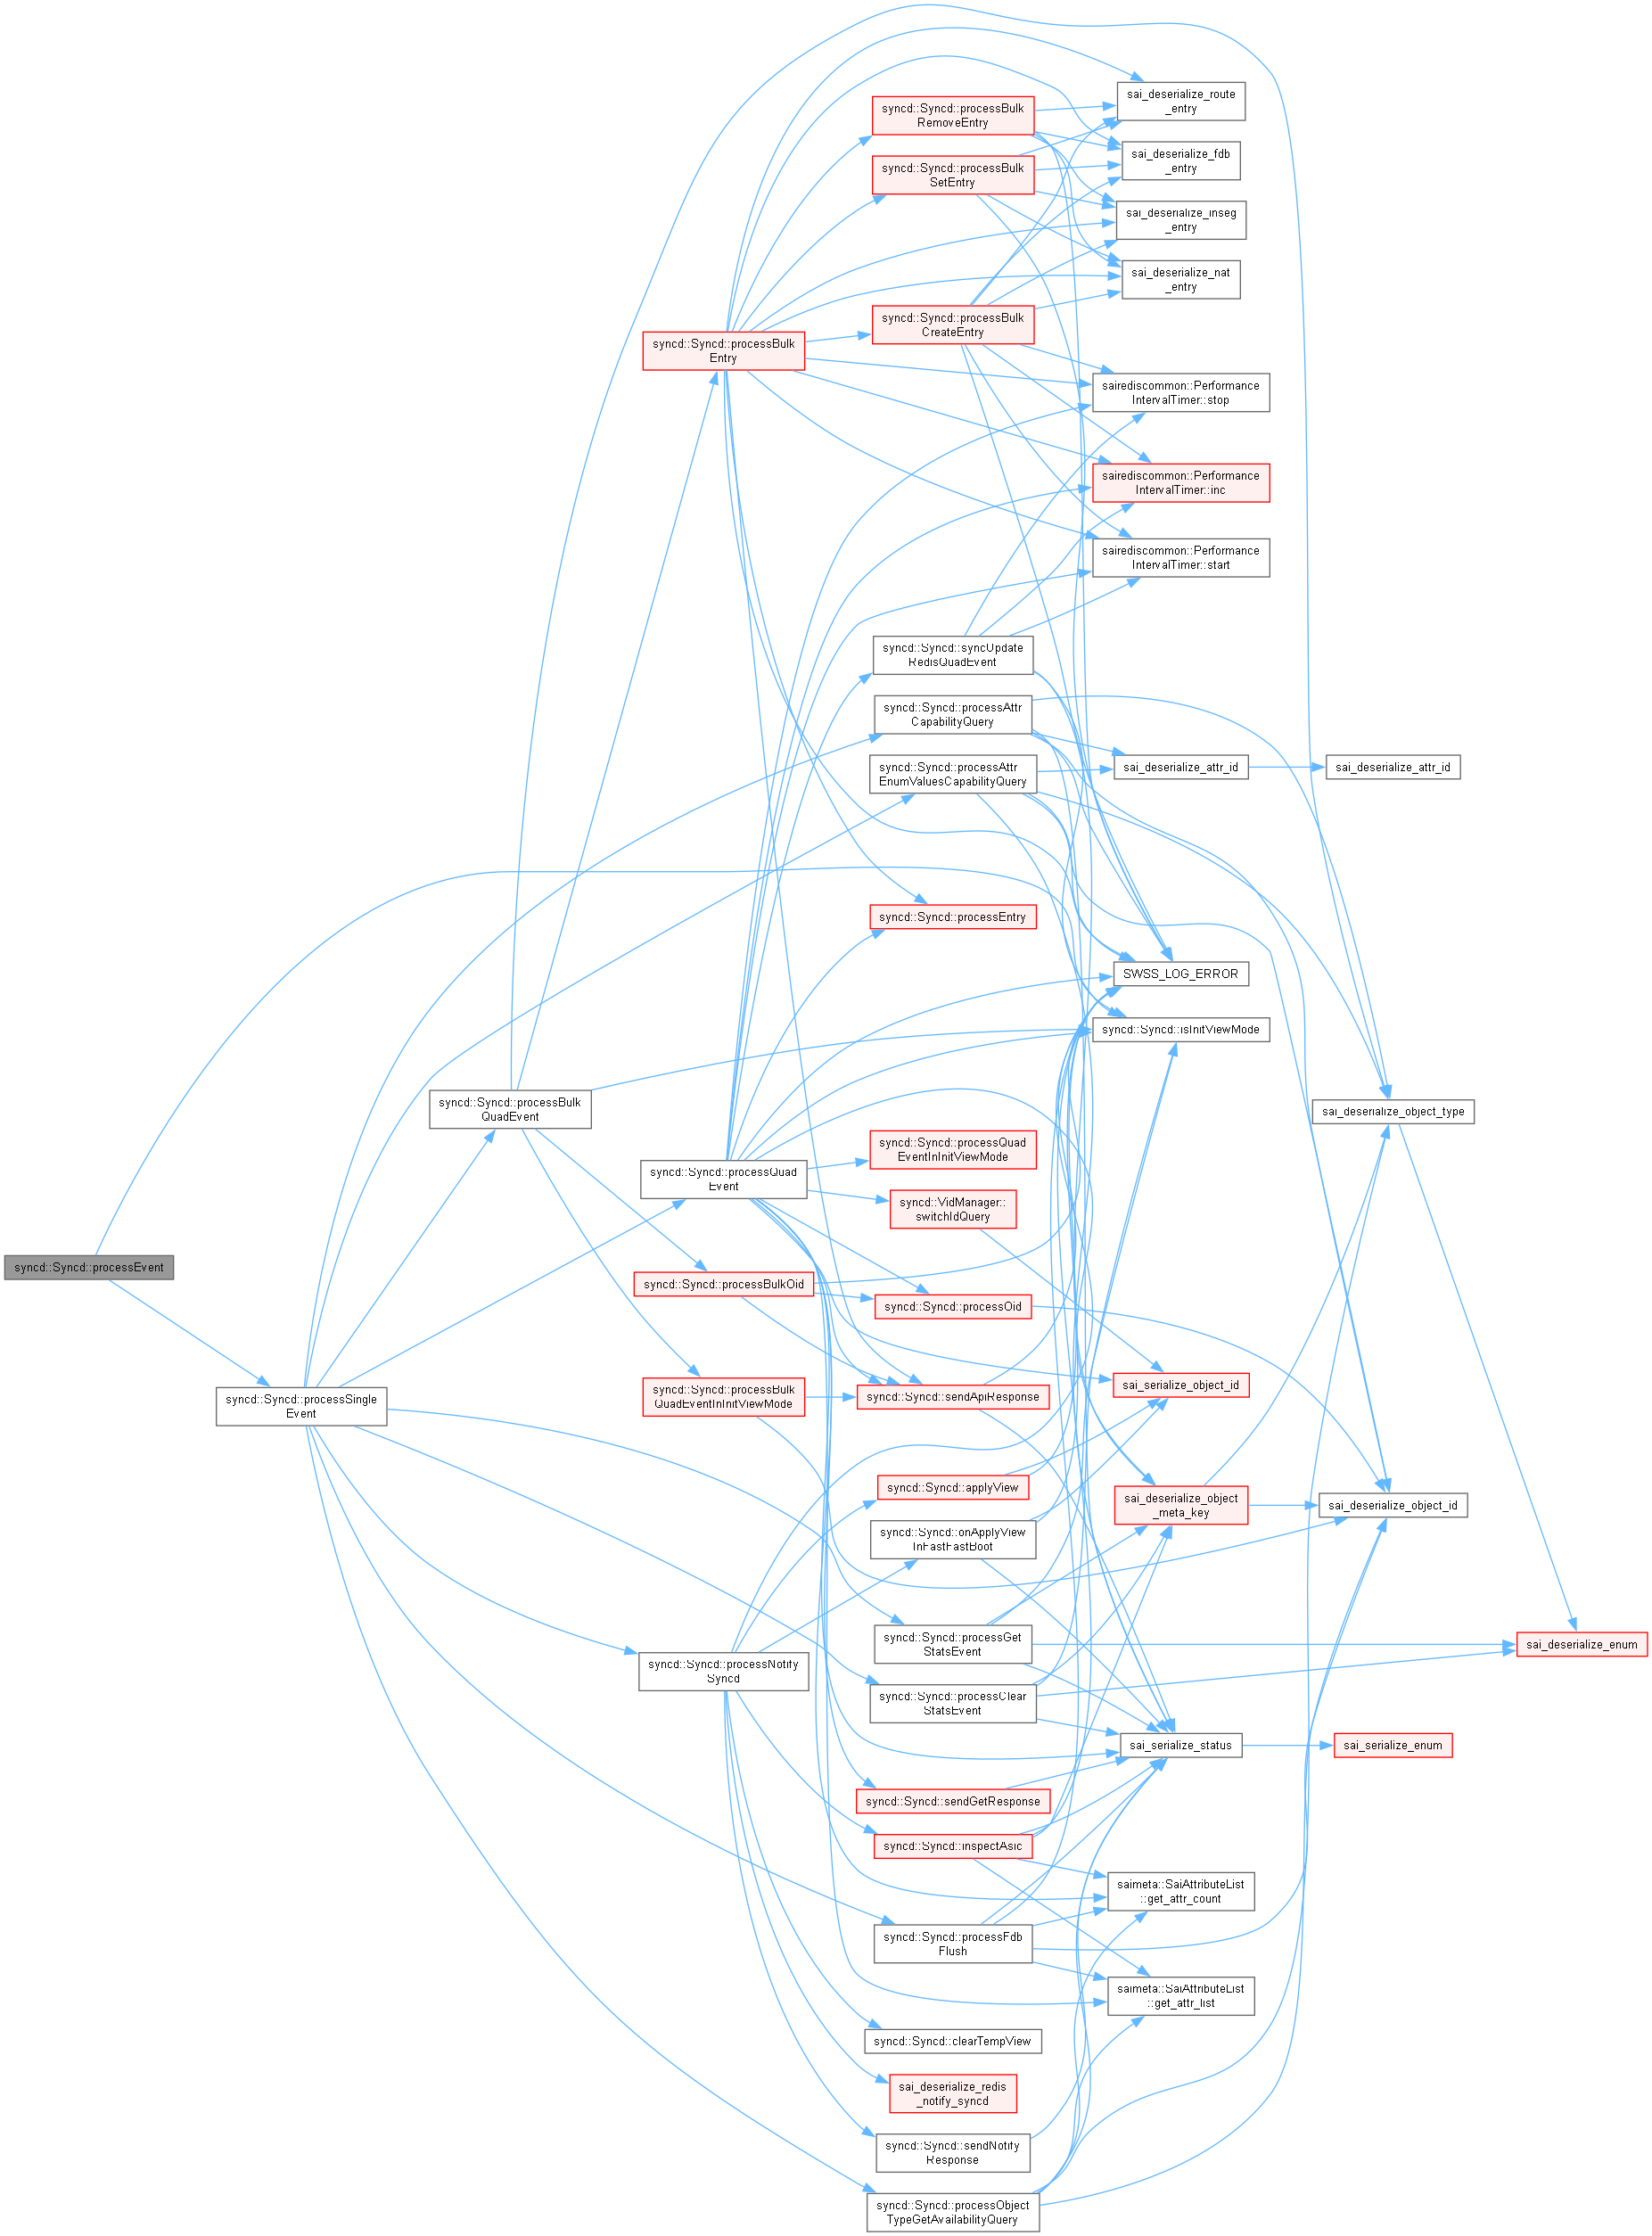 sai_deserialize_route
_entry
syncd::Syncd::processBulk
RemoveEntry
sai_deserialize_fdb
_entry
syncd::Syncd::processBulk
SetEntry
sai_deserialize_inseg
_entry
sai_deserialize_nat
_entry
syncd::Syncd::processBulk
CreateEntry
syncd::Syncd::processBulk
Entry
sairediscommon::Performance
IntervalTimer::stop
sairediscommon::Performance
IntervalTimer::inc
sairediscommon::Performance
IntervalTimer::start
syncd::Syncd::syncUpdate
RedisQuadEvent
syncd::Syncd::processAttr
CapabilityQuery
syncd::Syncd::processAttr
EnumValuesCapabilityQuery
sai_deserialize_attr_id
sai_deserialize_attr_id
syncd::Syncd::processEntry
SWSS_LOG_ERROR
syncd::Syncd::isInitViewMode
syncd::Syncd::processBulk
QuadEvent
sai_deserialize_object_type
syncd::Syncd::processQuad
EventInInitViewMode
syncd::Syncd::processQuad
Event
syncd::VidManager::
switchIdQuery
syncd::Syncd::processEvent
syncd::Syncd::processBulkOid
syncd::Syncd::processOid
sai_serialize_object_id
syncd::Syncd::processBulk
QuadEventInInitViewMode
syncd::Syncd::sendApiResponse
syncd::Syncd::processSingle
Event
syncd::Syncd::applyView
sai_deserialize_object
_meta_key
sai_deserialize_object_id
syncd::Syncd::onApplyView
InFastFastBoot
syncd::Syncd::processGet
StatsEvent
sai_deserialize_enum
syncd::Syncd::processNotify
Syncd
syncd::Syncd::processClear
StatsEvent
sai_serialize_status
sai_serialize_enum
syncd::Syncd::sendGetResponse
syncd::Syncd::inspectAsic
saimeta::SaiAttributeList
::get_attr_count
syncd::Syncd::processFdb
Flush
saimeta::SaiAttributeList
::get_attr_list
syncd::Syncd::clearTempView
sai_deserialize_redis
_notify_syncd
syncd::Syncd::sendNotify
Response
syncd::Syncd::processObject
TypeGetAvailabilityQuery